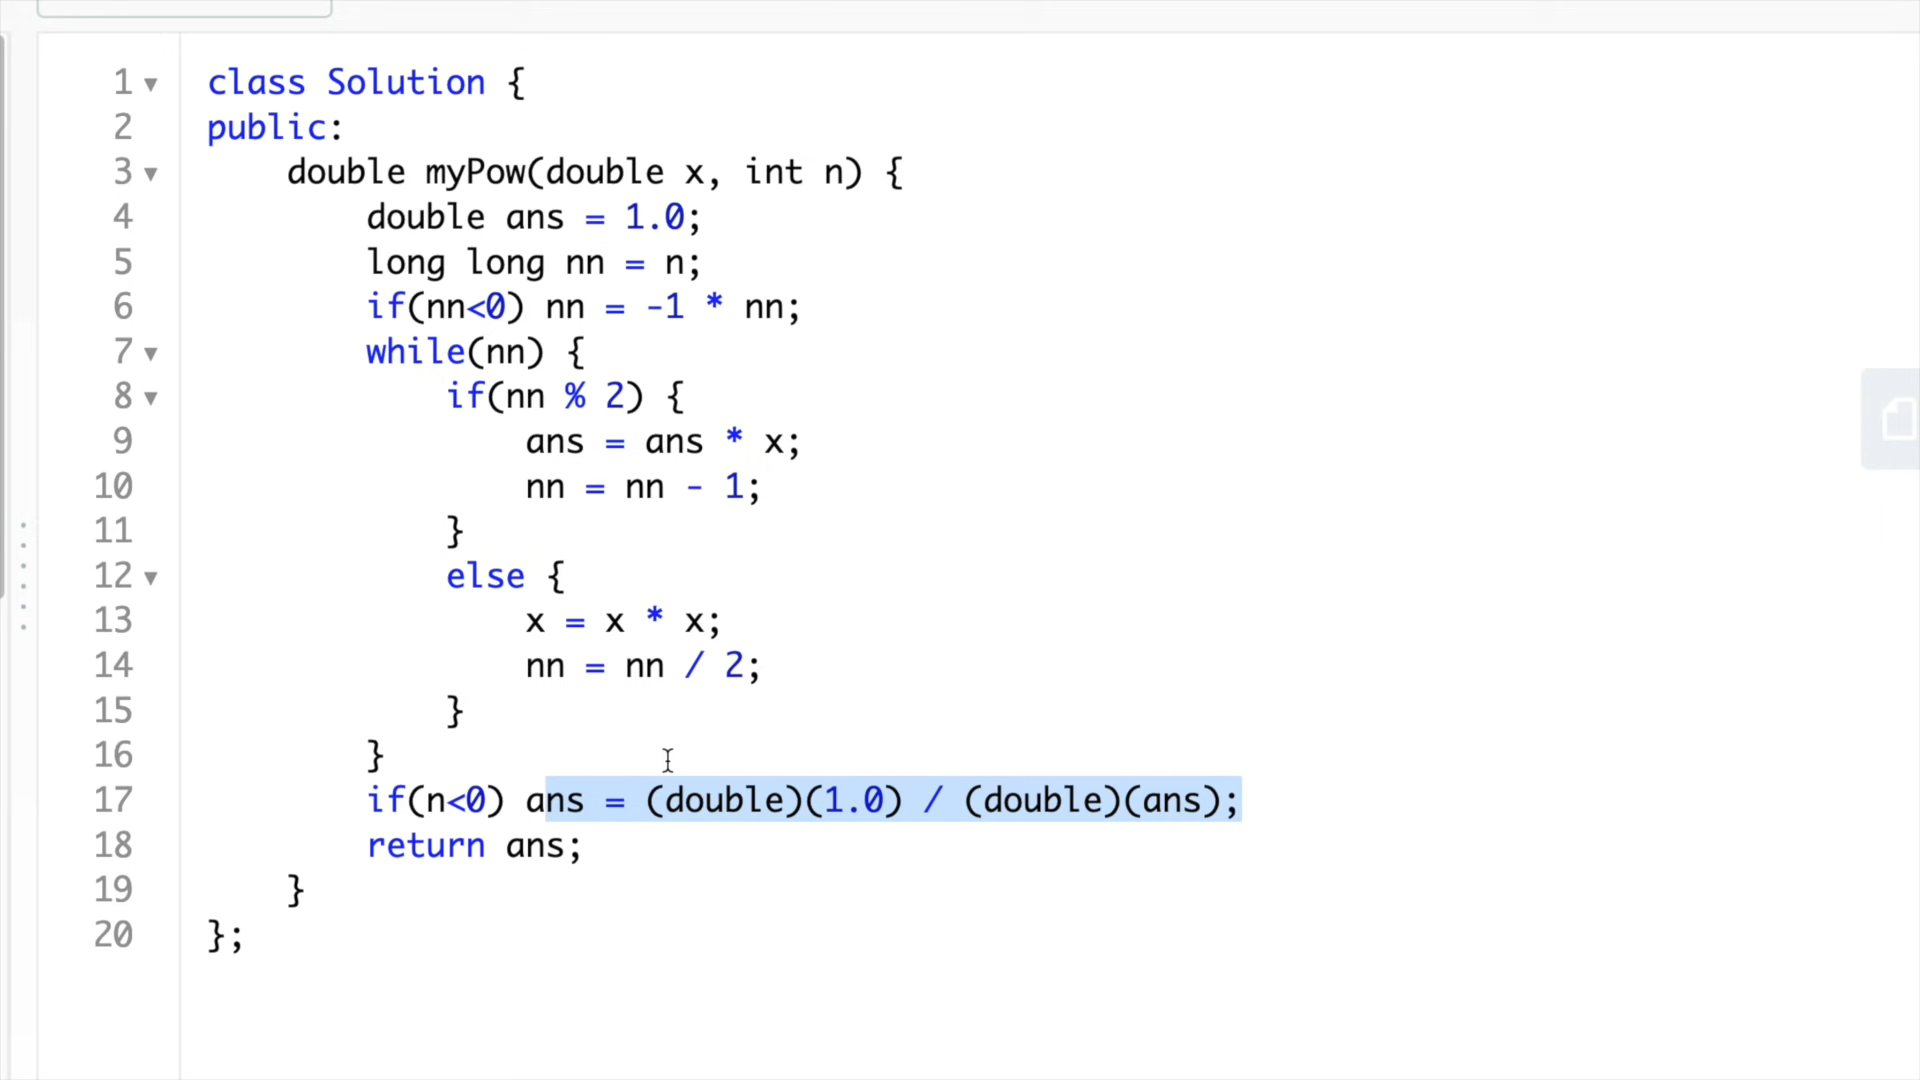 1 class Solution {
2 public:
3 double myPow(double x, int n) {
4 double ans = 1.0;
5 long long nn = n;
6 if(nn<0) nn = -1 * nn;
7 while(nn) {
8 if(nn % 2) {
9 ans = ans * x;
10 nn = nn - 1;
11 }
12 else {
13 x = x * x;
14 nn = nn / 2;
15 }
16 }
17 if(n<0) ans = (double)(1.0) / (double)(ans);
18 return ans;
19 }
20 };